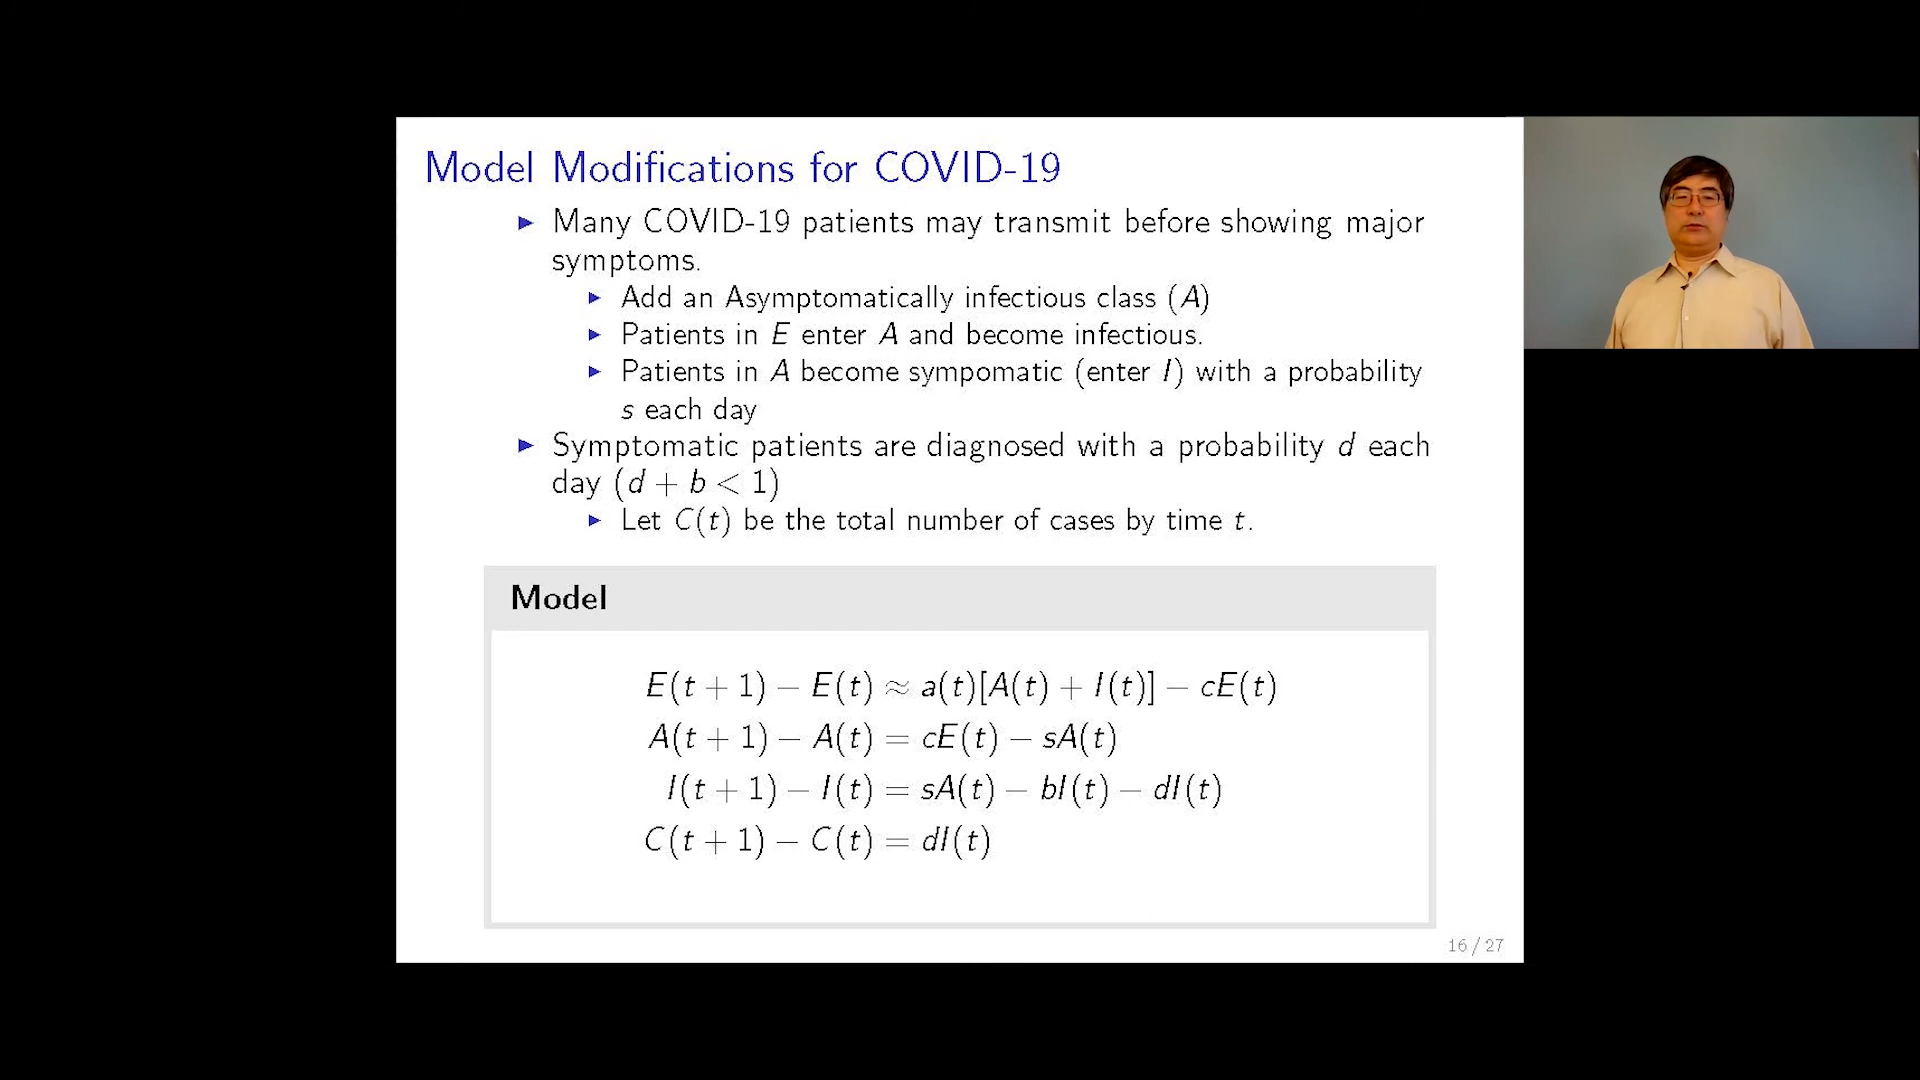 Model Modifications for COVID-19
▶ Many COVID-19 patients may transmit before showing major
symptoms.
▶ Add an Asymptomatically infectious class (A)
▶ Patients in E enter A and become infectious.
▶ Patients in A become sympomatic (enter I) with a probability
s each day
▶ Symptomatic patients are diagnosed with a probability d each
day (d + b < 1)
▶ Let C(t) be the total number of cases by time t.
Model
E(t + 1) − E(t) ≈ a(t)[A(t) + I(t)] − cE(t)
A(t + 1) − A(t) = cE(t) − sA(t)
I(t + 1) − I(t) = sA(t) − bI(t) − dI(t)
C(t + 1) − C(t) = dI(t)
16 / 27